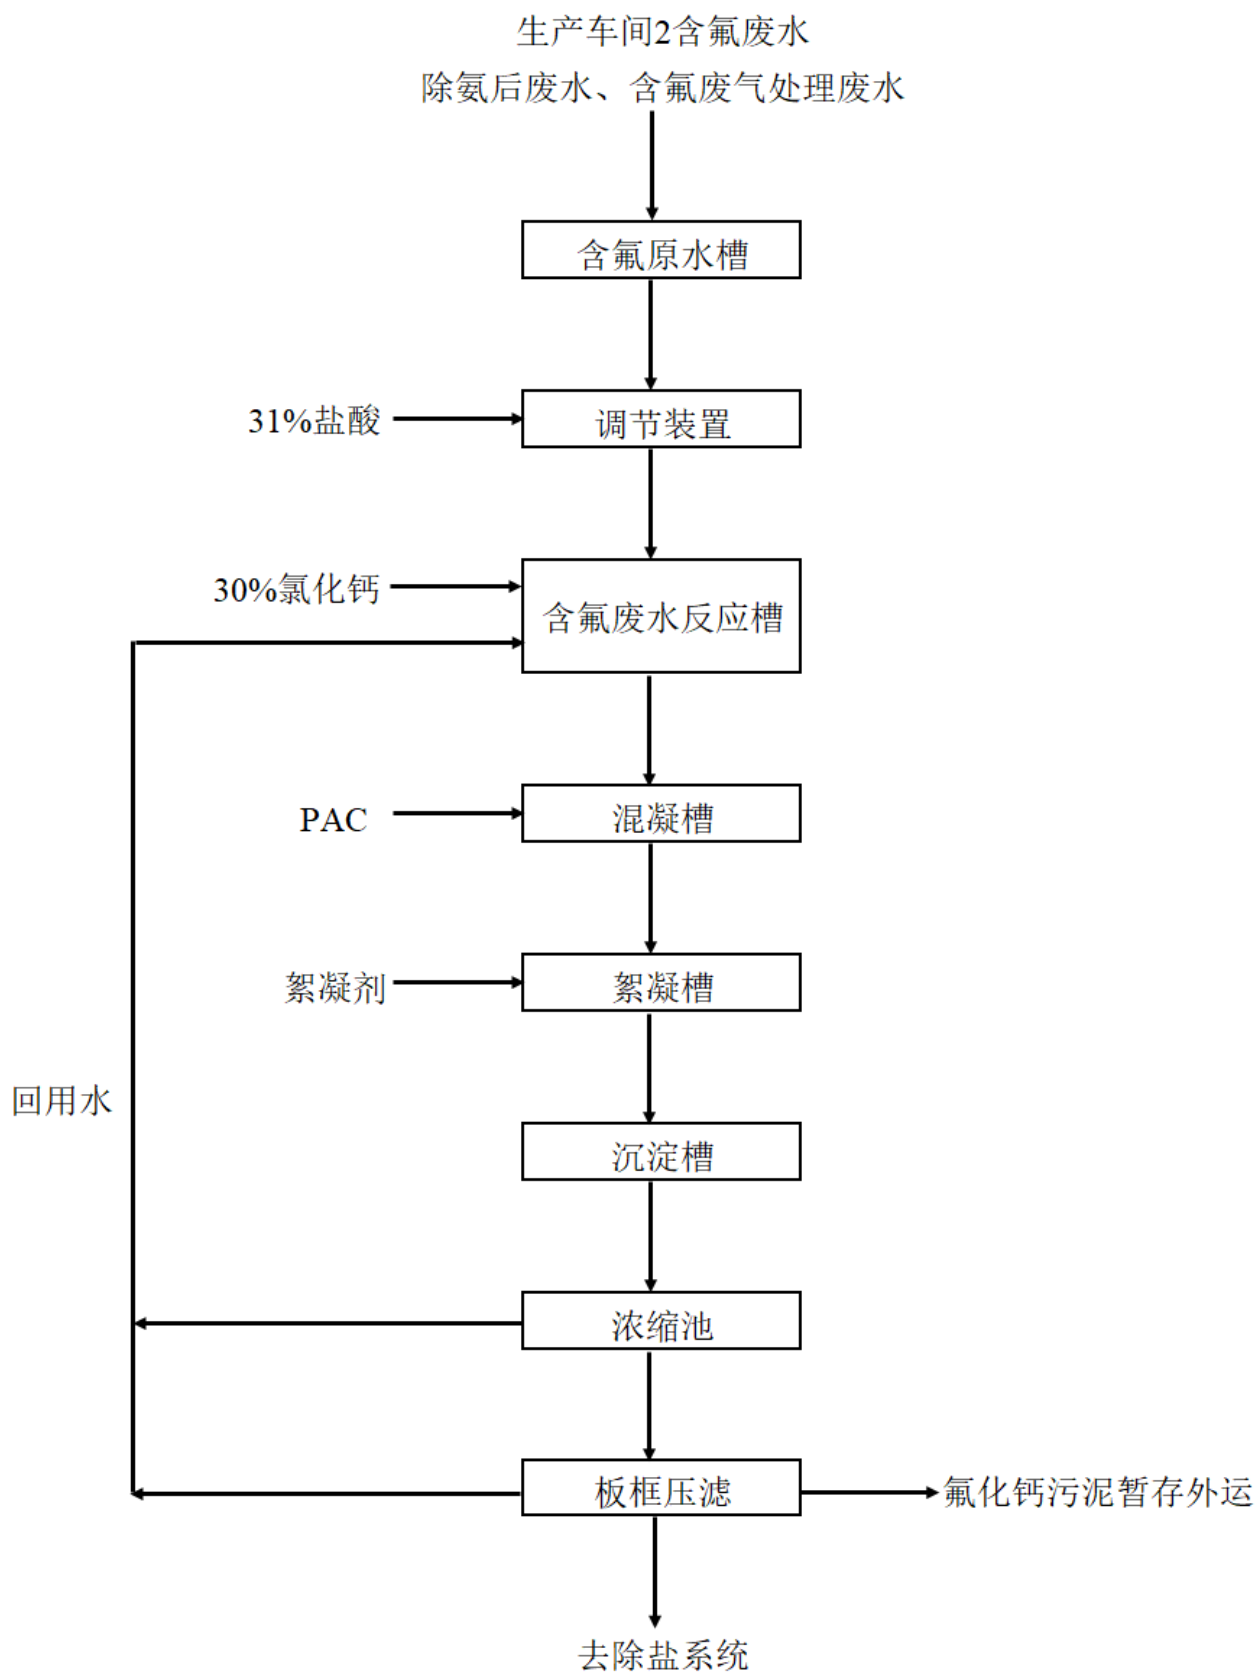 生产车间2含氟废水
除氨后废水、含氟废气处理废水
含氟原水槽
31%盐酸
调节装置
30%氯化钙
含氟废水反应槽
PAC
混凝槽
絮凝剂
絮凝槽
回用水
沉淀槽
浓缩池
板框压滤
氟化钙污泥暂存外运
去除盐系统